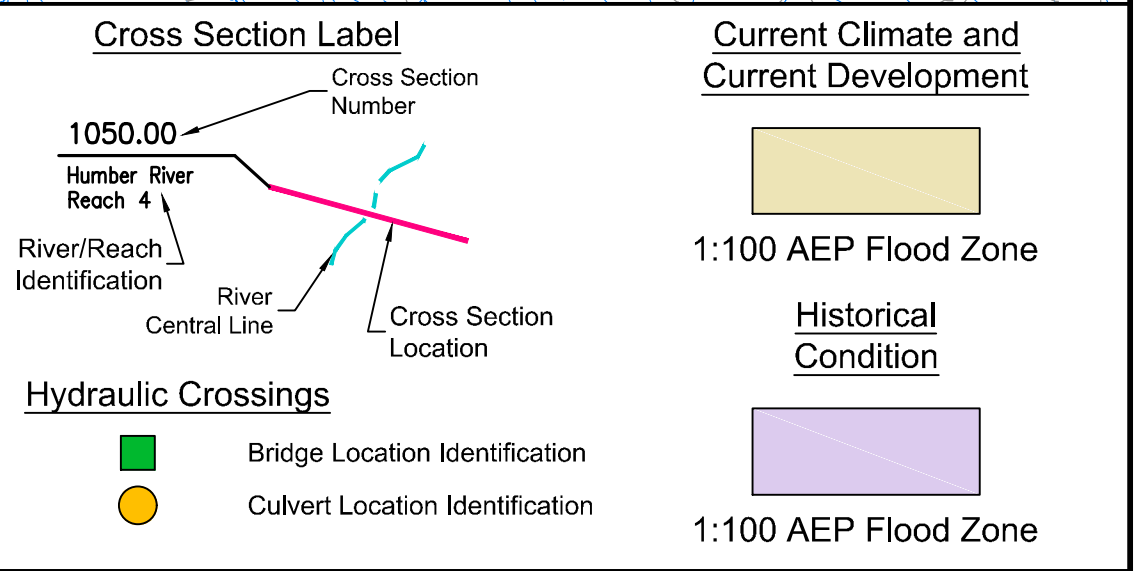 Cross Section Label
Cross Section
Number
1050.00
Humber River
Reach 4
River/Reach
Identification
River
Central Line
Cross Section
Location
Hydraulic Crossings
Bridge Location Identification
Culvert Location Identification
Current Climate and
Current Development
1:100 AEP Flood Zone
Historical
Condition
1:100 AEP Flood Zone